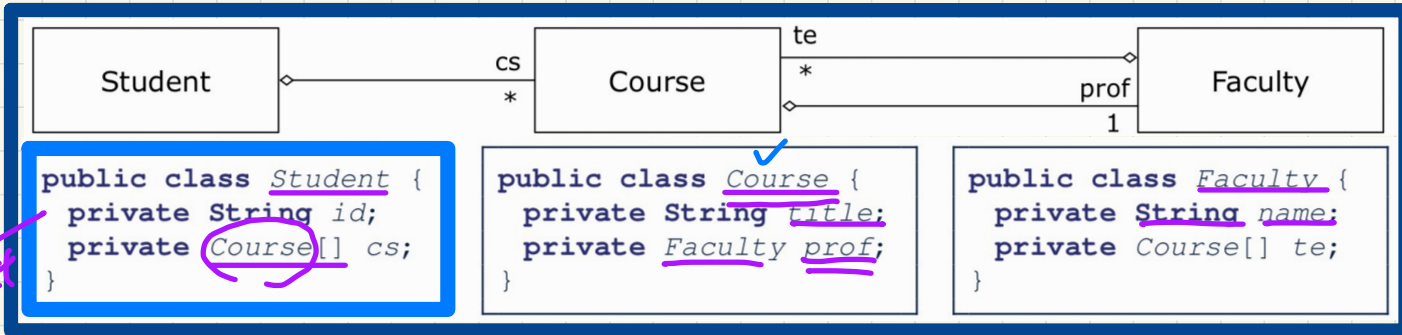 te
cs
Student
Course
Faculty
*
*
prof
1
public class Student {
private String id;
private Course[] cs;
}
public class Course {
private String title;
private Faculty prof;
}
public class Faculty {
private String name;
private Course[] te;
}